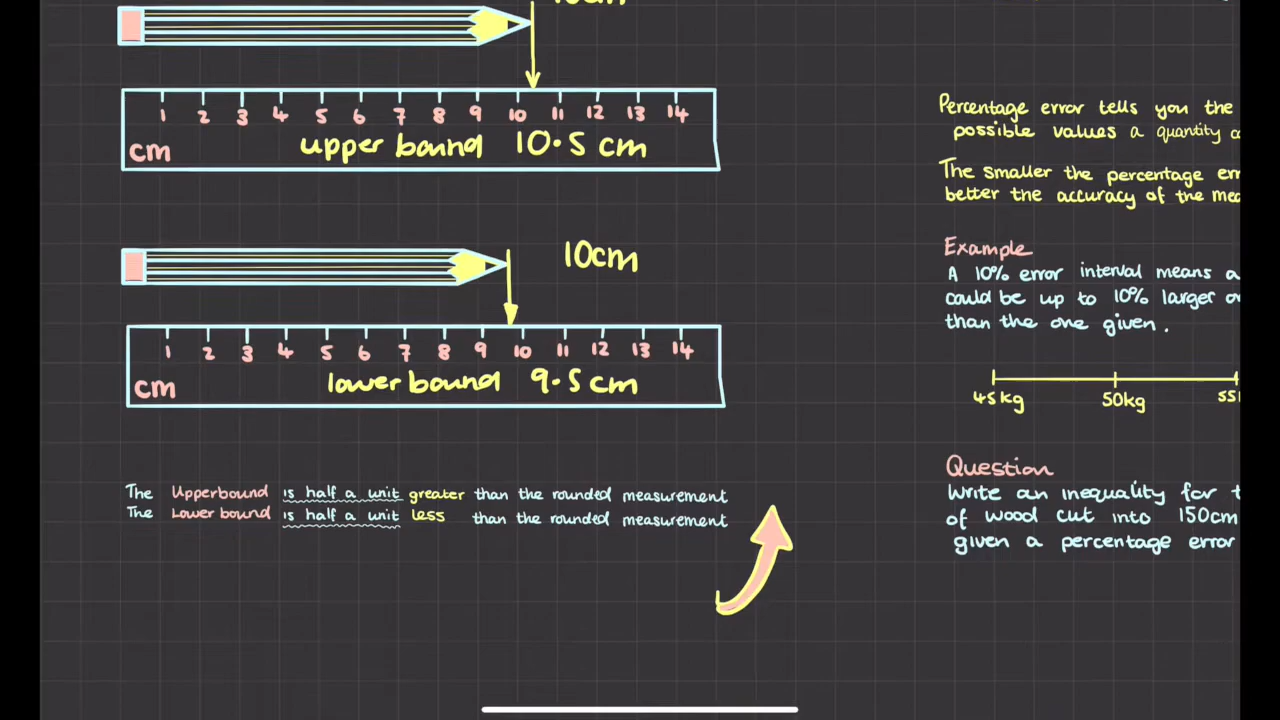 1 2 3 4 5 6 7 8 9 10 11 12 13 14
cm upper bound 10.5 cm
10cm
1 2 3 4 5 6 7 8 9 10 11 12 13 14
cm lower bound 9.5 cm
The Upperbound is half a unit greater than the rounded measurement
The Lower bound is half a unit less than the rounded measurement
Percentage error tells you the
possible values a quantity
The smaller the percentage
better the accuracy of the
Example
A 10% error interval means a
could be up to 10% larger
than the one given.
45kg 50kg
Question
Write an inequality for
of wood cut into 150cm
given a percentage error